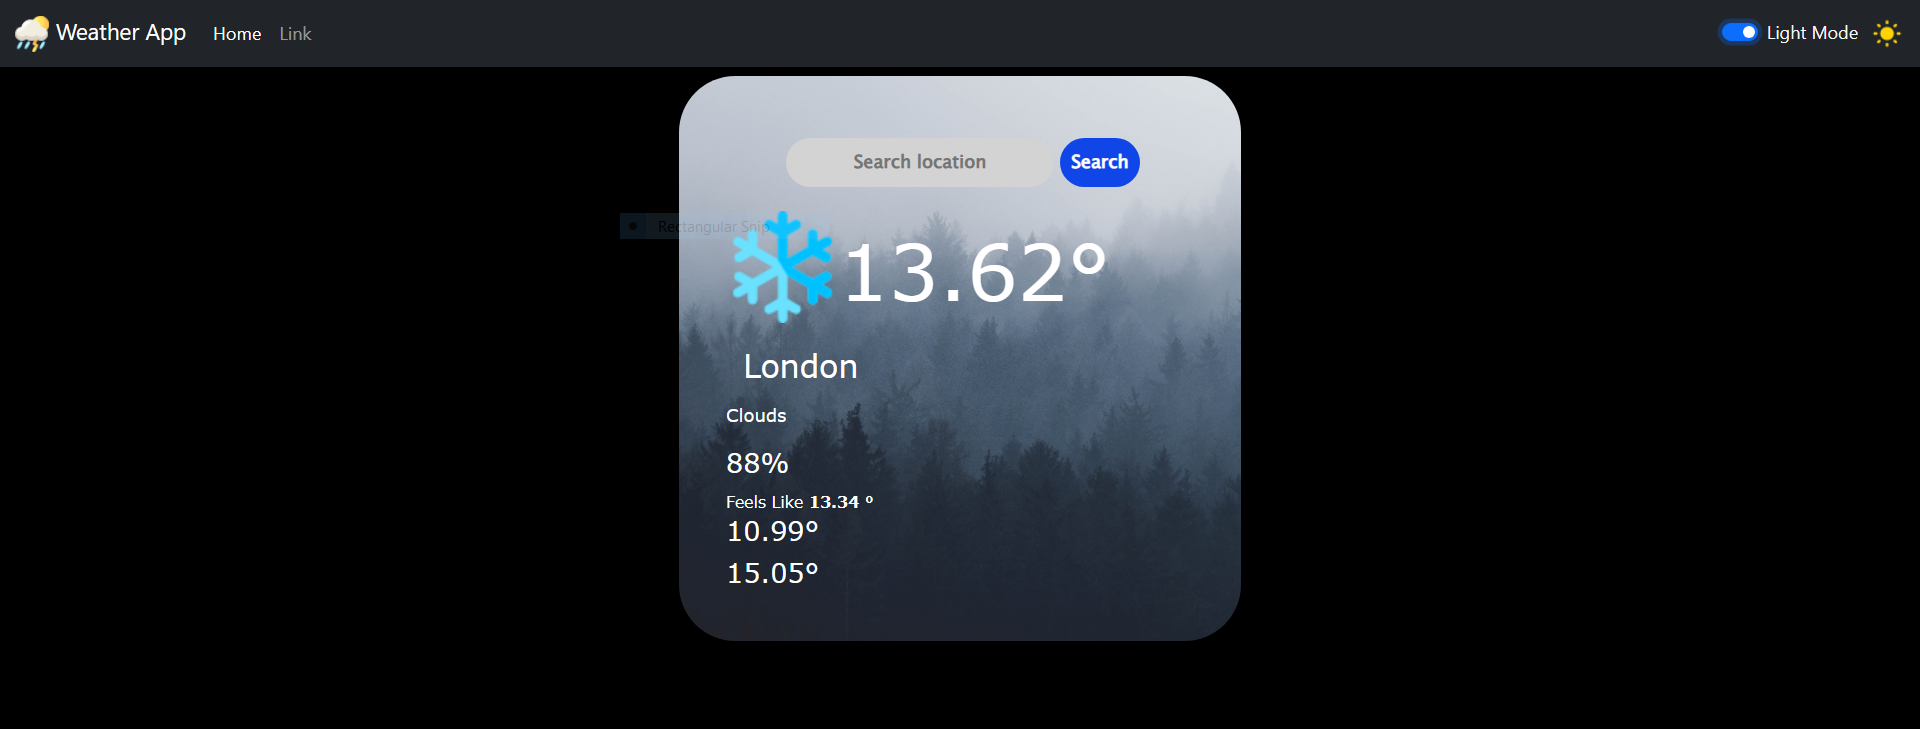 Weather App Home Link Light Mode
Search location Search
Rectangular Snip
13.62°
London
Clouds
88%
Feels Like 13.34 °
10.99°
15.05°